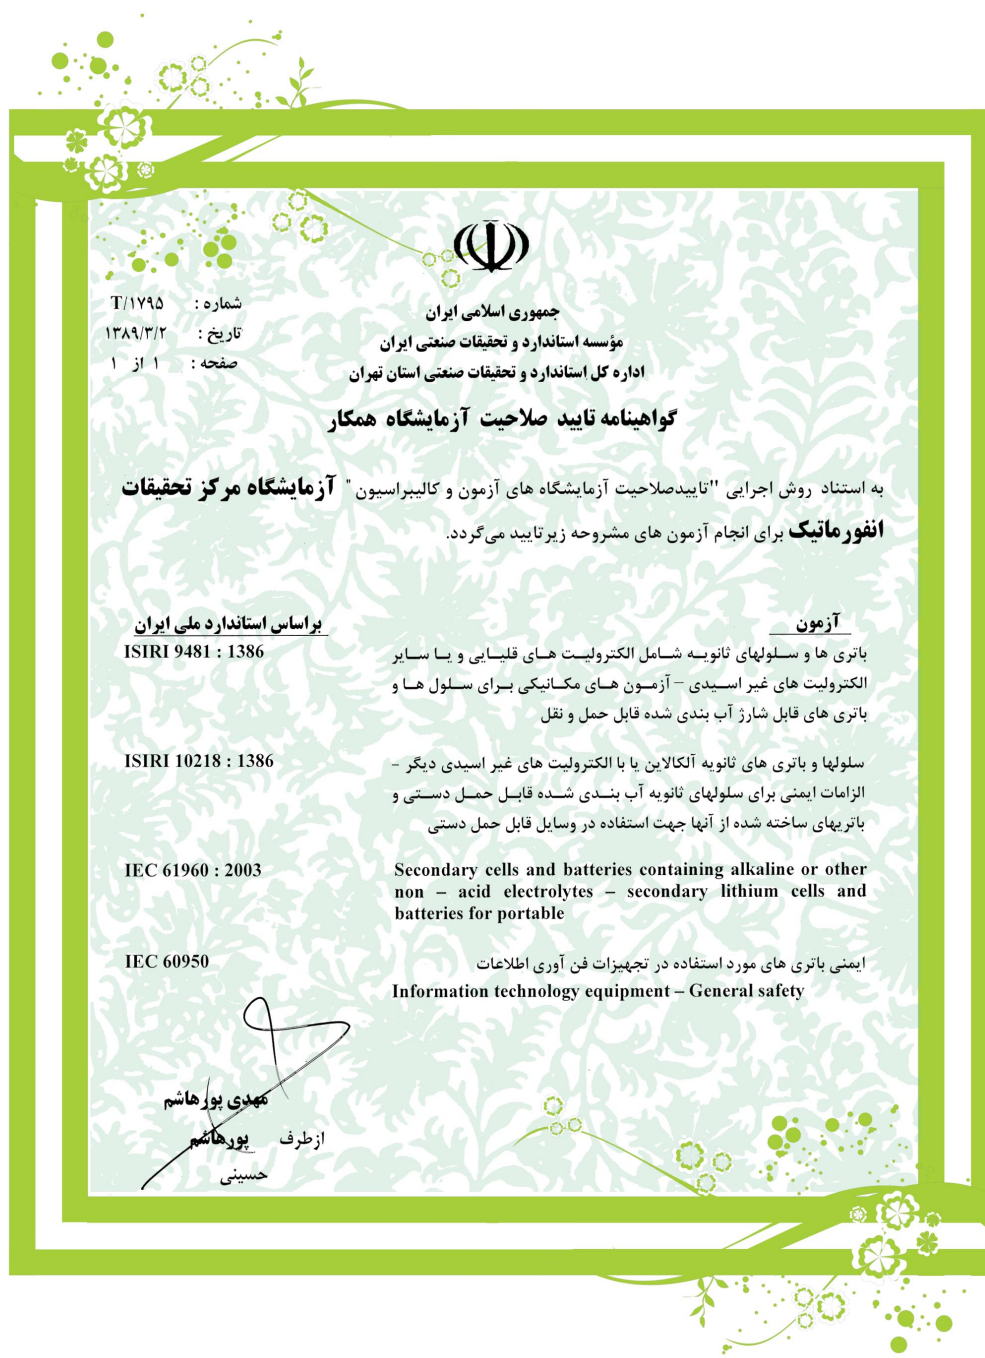 شماره : T/۱۷۹۵
تاریخ : ۱۳۸۹/۳/۲
صفحه : ۱ از ۱
جمهوری اسلامی ایران
مؤسسه استاندارد و تحقیقات صنعتی ایران
اداره کل استاندارد و تحقیقات صنعتی استان تهران
گواهینامه تایید صلاحیت آزمایشگاه همکار
به استناد روش اجرایی "تاییدصلاحیت آزمایشگاه های آزمون و کالیبراسیون" آزمایشگاه مرکز تحقیقات
انفورماتیک برای انجام آزمون های مشروحه زیرتایید می‌گردد.
آزمون
براساس استاندارد ملی ایران
باتری ها و سلولهای ثانویه شامل الکترولیت های قلیایی و یا سایر
ISIRI 9481 : 1386
الکترولیت های غیر اسیدی – آزمون های مکانیکی برای سلول ها و
باتری های قابل شارژ آب بندی شده قابل حمل و نقل
سلولها و باتری های ثانویه آلکالاین یا با الکترولیت های غیر اسیدی دیگر –
ISIRI 10218 : 1386
الزامات ایمنی برای سلولهای ثانویه آب بندی شده قابل حمل دستی و
باتریهای ساخته شده از آنها جهت استفاده در وسایل قابل حمل دستی
IEC 61960 : 2003
Secondary cells and batteries containing alkaline or other
non – acid electrolytes – secondary lithium cells and
batteries for portable
ایمنی باتری های مورد استفاده در تجهیزات فن آوری اطلاعات
IEC 60950
Information technology equipment – General safety
مهدی پورهاشم
ازطرف پورهاشم
حسینی